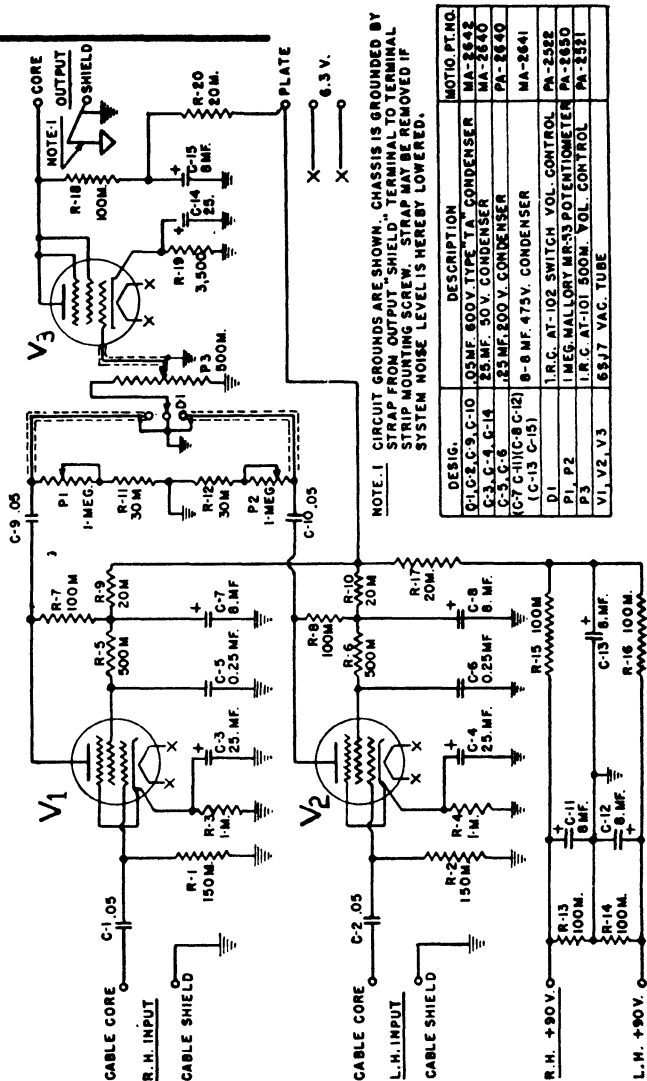 CABLE CORE
R.H. INPUT
CABLE SHIELD
C-1 .05
R-1
150M.
V1
R-3
1-M.
C-3
25. MF.
X X
R-5
500M
C-5
0.25 MF.
R-7
100M
R-9
20M
C-7
8. MF.
C-9 .05
P1
1-MEG.
R-11
30M
R-12
30M
P2
1-MEG
C-10 .05
D1
P3
500M.
V3
X X
R-19
3,500
C-14
25.
C-15
8MF.
R-18
100M.
R-20
20 M.
NOTE-1
CORE
OUTPUT
SHIELD
PLATE
X
6.3 V.
X
CABLE CORE
L.H. INPUT
CABLE SHIELD
C-2 .05
R-2
150M
V2
R-4
1-M.
C-4
25. MF.
X X
R-6
500M
C-6
0.25MF
R-8
100M
R-10
20M
C-8
8. MF.
R-17
20M.
R.H. +90V.
L.H. +90V.
R-13
100M.
R-14
100M.
C-11
8MF.
C-12
8.MF.
R-15 100M
C-13 8.MF.
R-16 100M.
NOTE.1 CIRCUIT GROUNDS ARE SHOWN. CHASSIS IS GROUNDED BY
STRAP FROM OUTPUT "SHIELD" TERMINAL TO TERMINAL
STRIP MOUNTING SCREW. STRAP MAY BE REMOVED IF
SYSTEM NOISE LEVEL IS HEREBY LOWERED.
DESIG. DESCRIPTION MOTIO. PT. NO.
C-1, C-2, C-9, C-10 .05MF. 600V. TYPE "TA" CONDENSER MA-2642
C-3, C-4, C-14 25.MF. 50V. CONDENSER MA-2640
C-5, C-6 .25 MF. 200 V. CONDENSER PA-2640
(C-7 C-11)(C-8 C-12) 8-8 MF. 475V. CONDENSER MA-2641
(C-13 C-15)
D1 I.R.C. AT-102 SWITCH VOL. CONTROL PA-2522
P1, P2 1 MEG. MALLORY MR-53 POTENTIOMETER PA-2650
P3 I.R.C. AT-101 500M. VOL. CONTROL PA-2521
V1, V2, V3 6SJ7 VAC. TUBE